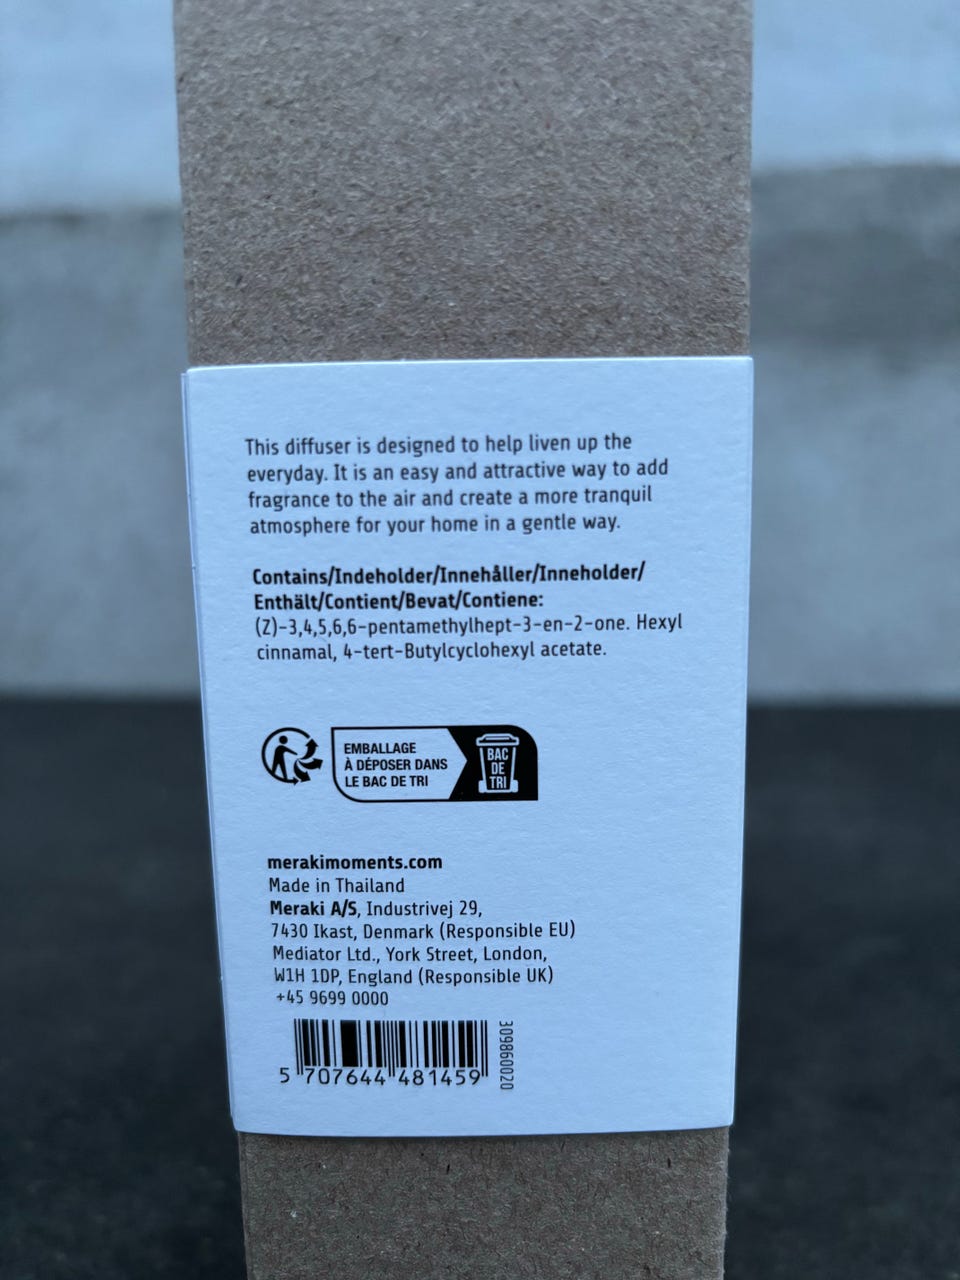 This diffuser is designed to help liven up the
everyday. It is an easy and attractive way to add
fragrance to the air and create a more tranquil
atmosphere for your home in a gentle way.
Contains/Indeholder/Innehåller/Inneholder/
Enthält/Contient/Bevat/Contiene:
(Z)-3,4,5,6,6-pentamethylhept-3-en-2-one. Hexyl
cinnamal, 4-tert-Butylcyclohexyl acetate.
EMBALLAGE
À DÉPOSER DANS
LE BAC DE TRI
BAC
DE
TRI
merakimoments.com
Made in Thailand
Meraki A/S, Industrivej 29,
7430 Ikast, Denmark (Responsible EU)
Mediator Ltd., York Street, London,
W1H 1DP, England (Responsible UK)
+45 9699 0000
5 707644 481459
309860020